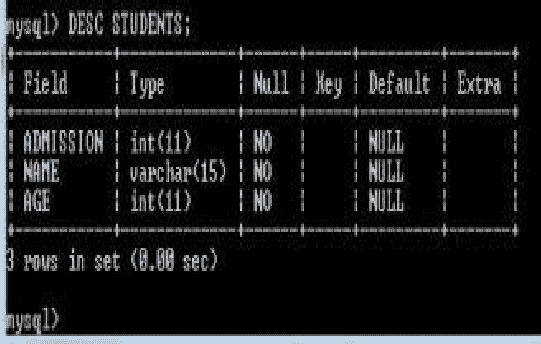 mysql> DESC STUDENTS;
+-----------+-------------+------+-----+---------+-------+
| Field | Type | Null | Key | Default | Extra |
+-----------+-------------+------+-----+---------+-------+
| ADMISSION | int(11) | NO | | NULL | |
| NAME | varchar(15) | NO | | NULL | |
| AGE | int(11) | NO | | NULL | |
+-----------+-------------+------+-----+---------+-------+
3 rows in set (0.00 sec)
mysql>